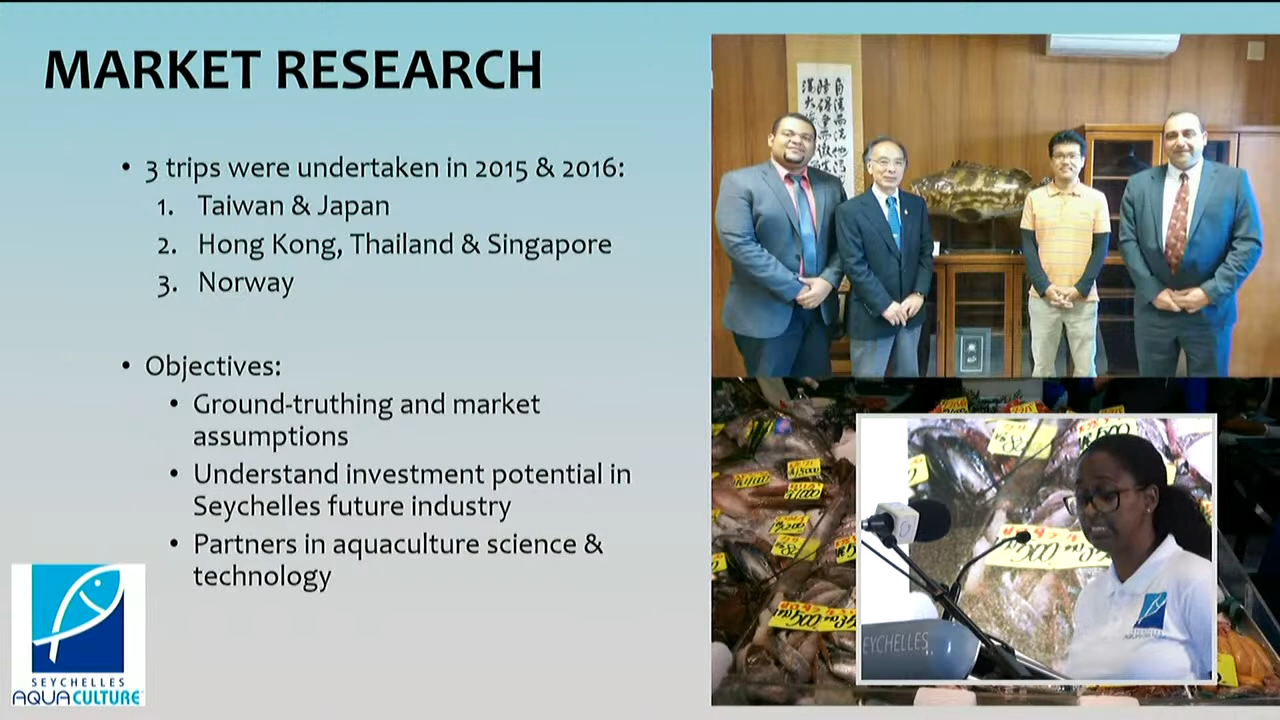 MARKET RESEARCH
• 3 trips were undertaken in 2015 & 2016:
1. Taiwan & Japan
2. Hong Kong, Thailand & Singapore
3. Norway
• Objectives:
• Ground-truthing and market
assumptions
• Understand investment potential in
Seychelles future industry
• Partners in aquaculture science &
technology
SEYCHELLES
AQUACULTURE